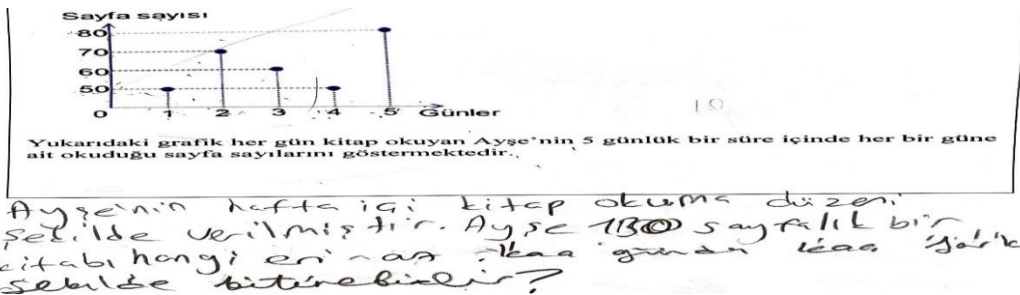 Sayfa sayısı
80
70
60
50
0 1 2 3 4 5 Günler
10
Yukarıdaki grafik her gün kitap okuyan Ayşe'nin 5 günlük bir süre içinde her bir güne
ait okuduğu sayfa sayılarını göstermektedir.
Ayşe'nin hafta içi kitap okuma düzeni
şekilde verilmiştir. Ayşe sayfalık bir
kitabı hangi en az kaç günde kaç
şekilde bitirebilir?